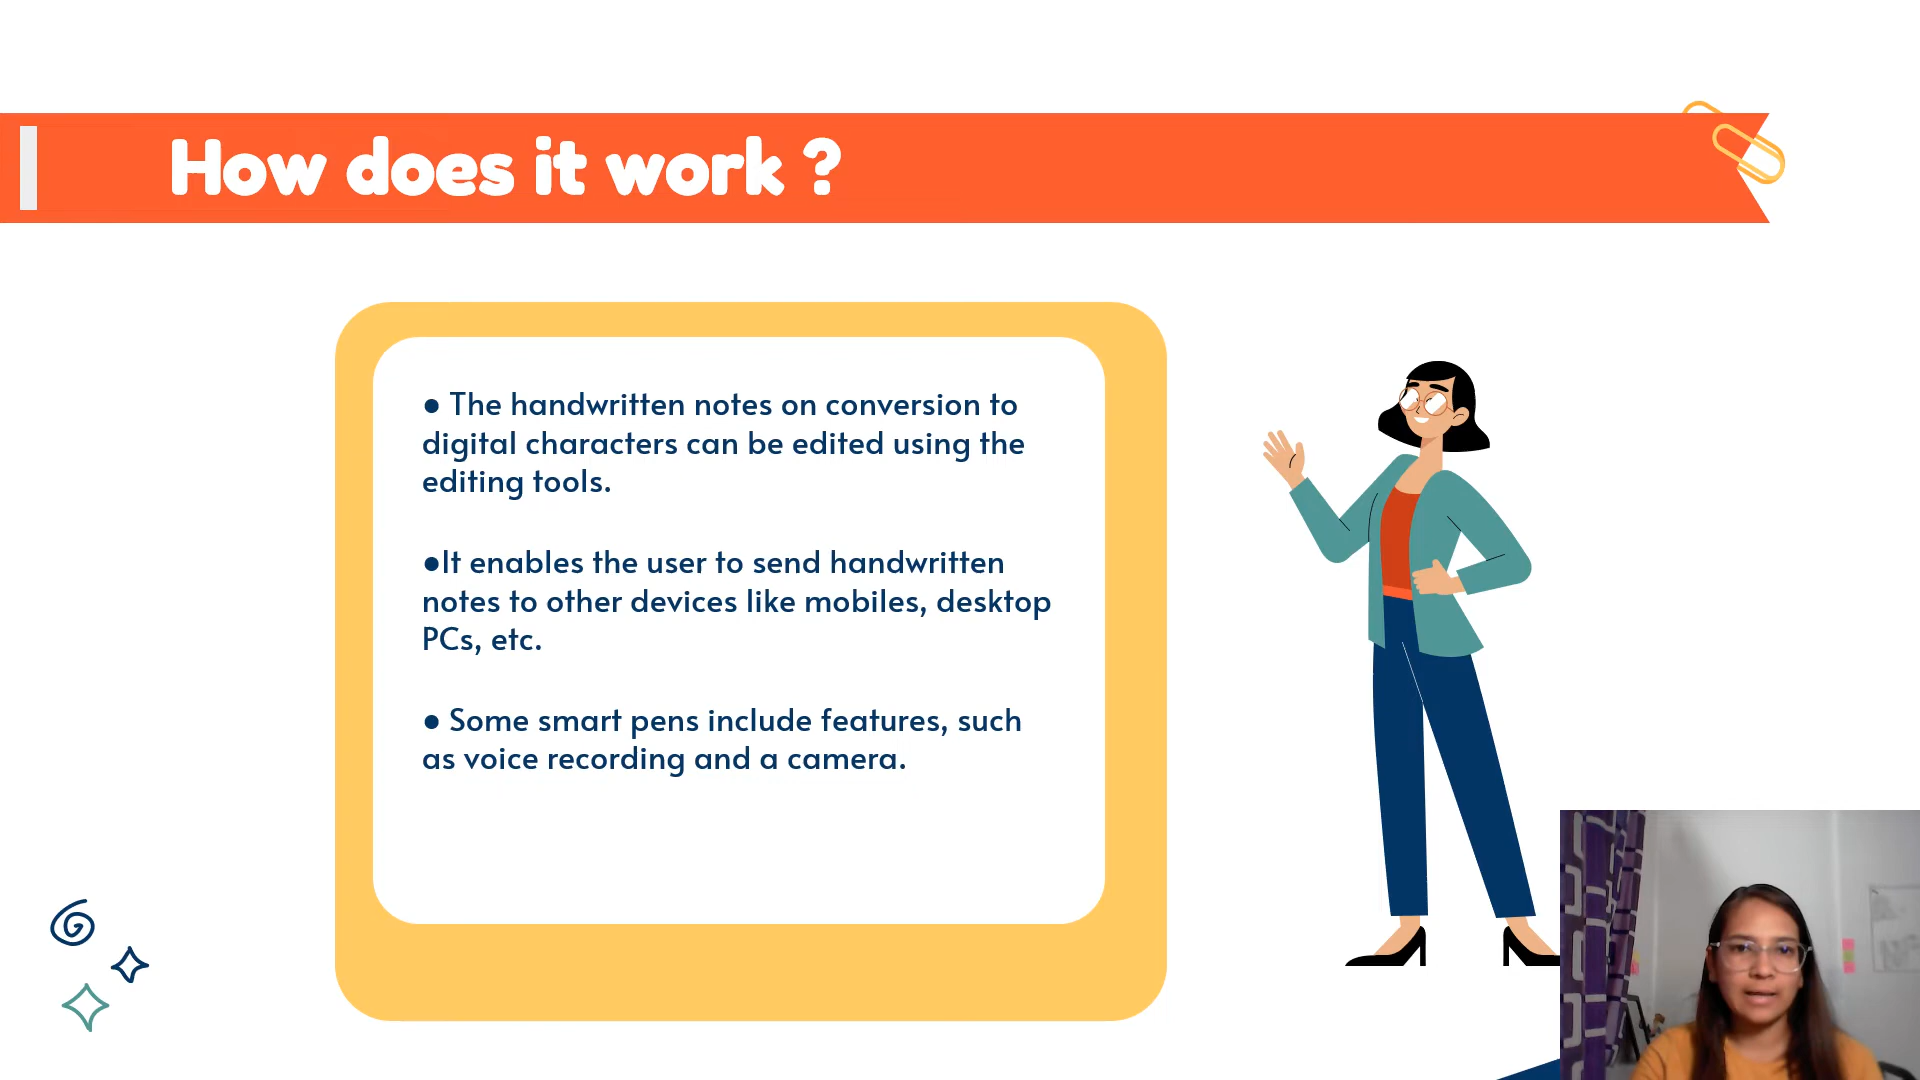 How does it work ?
● The handwritten notes on conversion to
digital characters can be edited using the
editing tools.
●It enables the user to send handwritten
notes to other devices like mobiles, desktop
PCs, etc.
● Some smart pens include features, such
as voice recording and a camera.